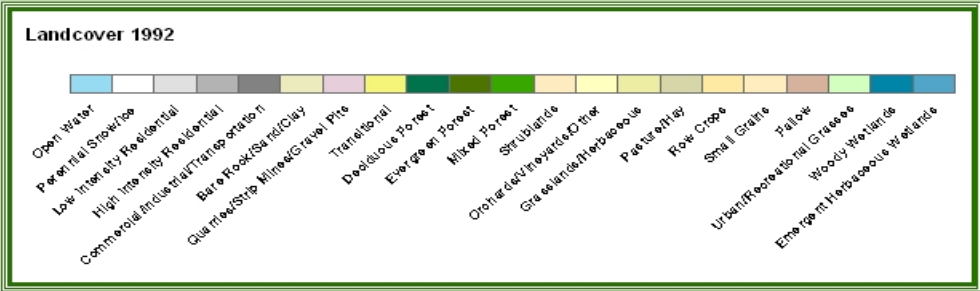 Landcover 1992
Open Water
Perennial Snow/Ice
Low Intensity Residential
High Intensity Residential
Commercial/Industrial/Transportation
Bare Rock/Sand/Clay
Quarries/Strip Mines/Gravel Pits
Transitional
Deciduous Forest
Evergreen Forest
Mixed Forest
Shrublands
Orchards/Vineyards/Other
Grasslands/Herbaceous
Pasture/Hay
Row Crops
Small Grains
Fallow
Urban/Recreational Grasses
Woody Wetlands
Emergent Herbaceous Wetlands